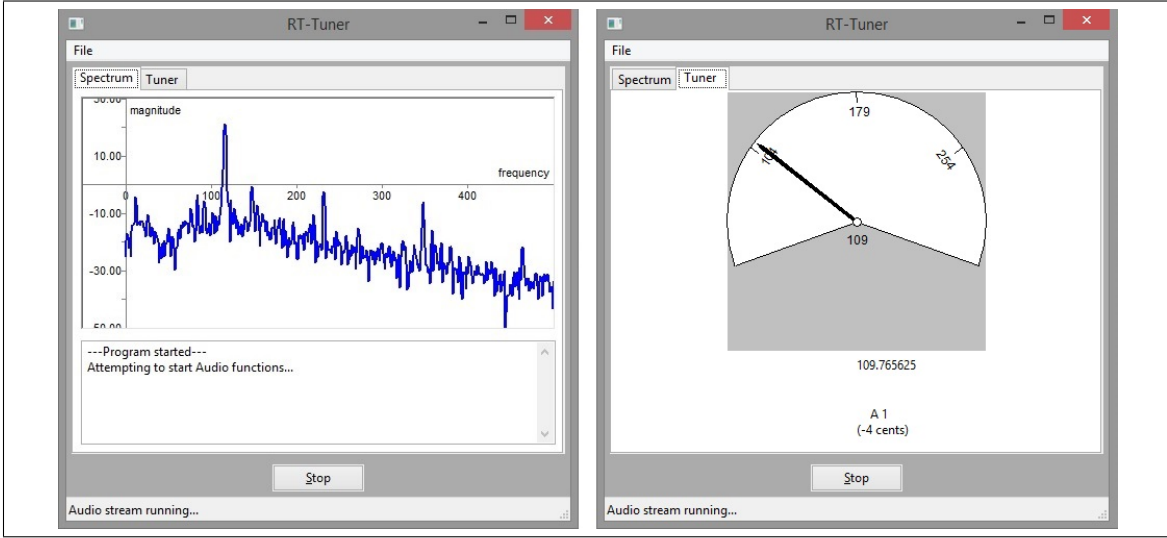 RT-Tuner
File
Spectrum Tuner
magnitude
10.00
frequency
0 100 200 300 400
-10.00
-30.00
---Program started---
Attempting to start Audio functions...
Stop
Audio stream running...
RT-Tuner
File
Spectrum Tuner
179
104
254
109
109.765625
A 1
(-4 cents)
Stop
Audio stream running...